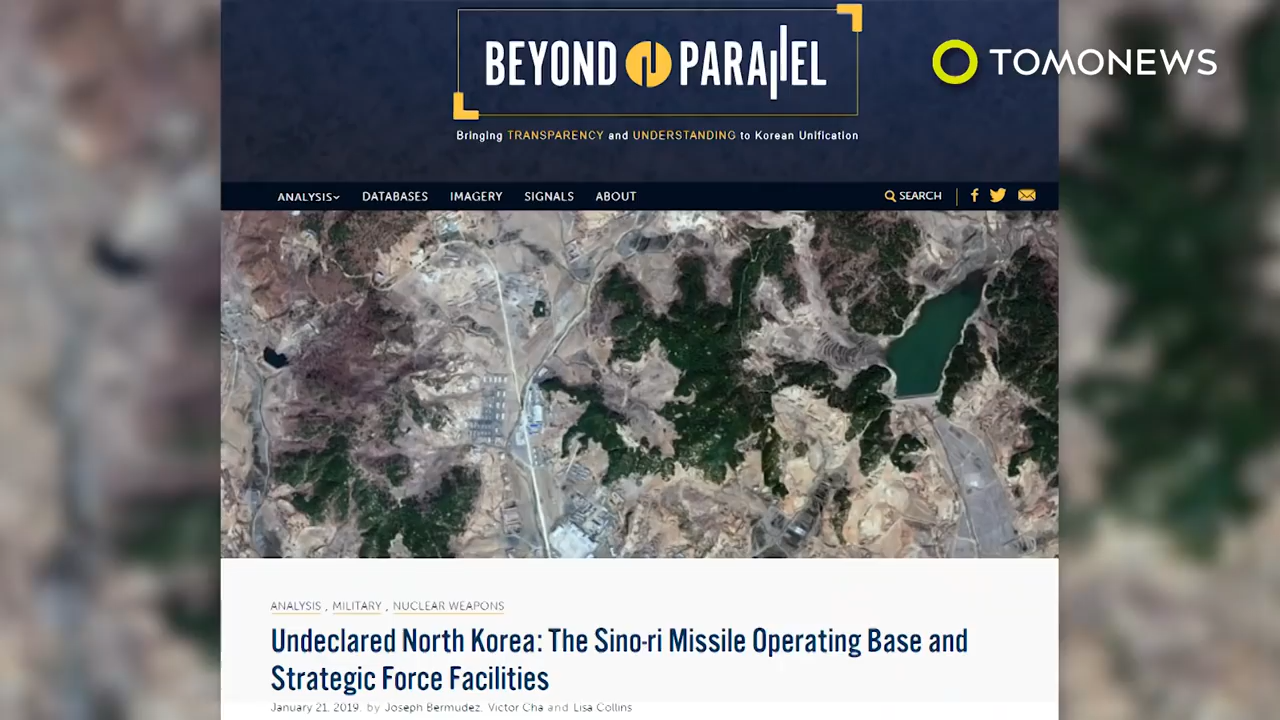 BEYOND PARALLEL
TOMONEWS
Bringing TRANSPARENCY and UNDERSTANDING to Korean Unification
ANALYSIS DATABASES IMAGERY SIGNALS ABOUT SEARCH
ANALYSIS , MILITARY , NUCLEAR WEAPONS
Undeclared North Korea: The Sino-ri Missile Operating Base and
Strategic Force Facilities
January 21, 2019, by Joseph Bermudez, Victor Cha and Lisa Collins